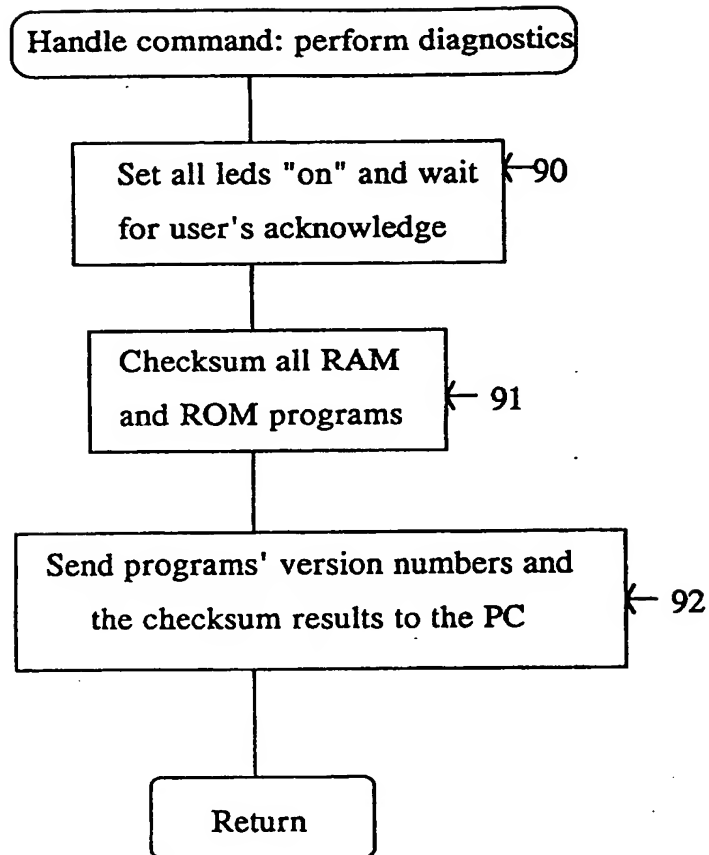 Handle command: perform diagnostics
Set all leds "on" and wait
for user's acknowledge
90
Checksum all RAM
and ROM programs
91
Send programs' version numbers and
the checksum results to the PC
92
Return